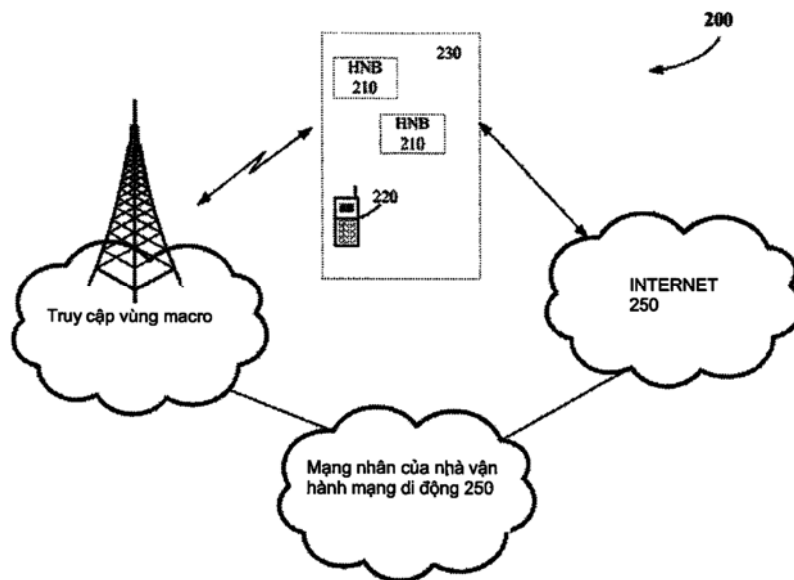 200
230
HNB
210
HNB
210
220
Truy cập vùng macro
INTERNET
250
Mạng nhân của nhà vận
hành mạng di động 250